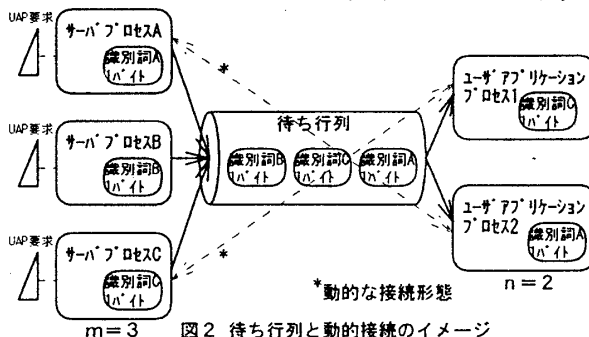 UAP要求
サーバプロセスA
識別詞A
1バイト
UAP要求
サーバプロセスB
識別詞B
1バイト
UAP要求
サーバプロセスC
識別詞C
1バイト
*
*
待ち行列
識別詞B
1バイト
識別詞C
1バイト
識別詞A
1バイト
ユーザアプリケーション
プロセス1
識別詞C
1バイト
ユーザアプリケーション
プロセス2
識別詞A
1バイト
*動的な接続形態
n=2
m=3
図2 待ち行列と動的接続のイメージ